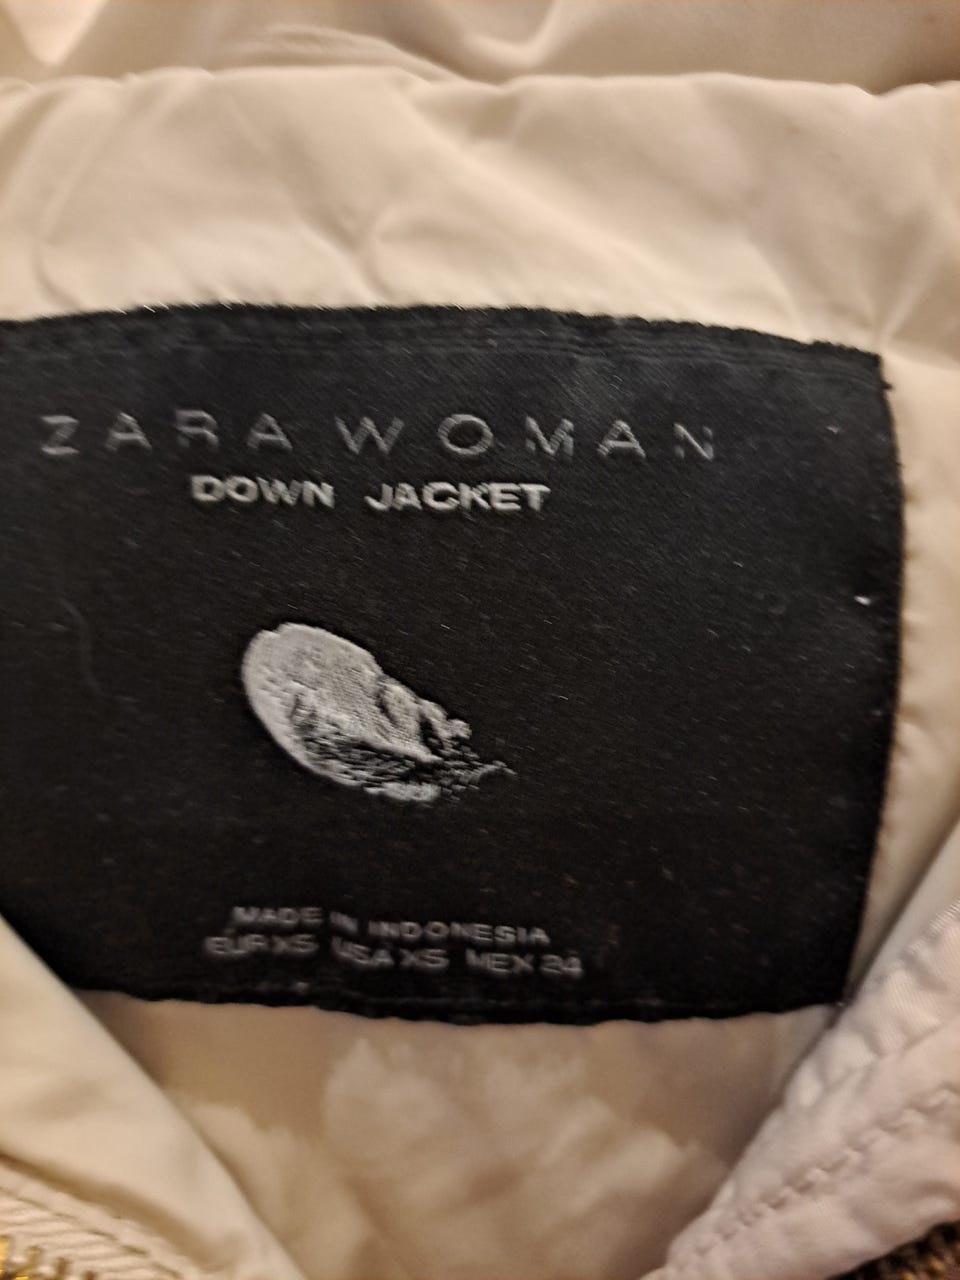 ZARA WOMAN
DOWN JACKET
MADE IN INDONESIA
EUR XS USA XS MEX 24